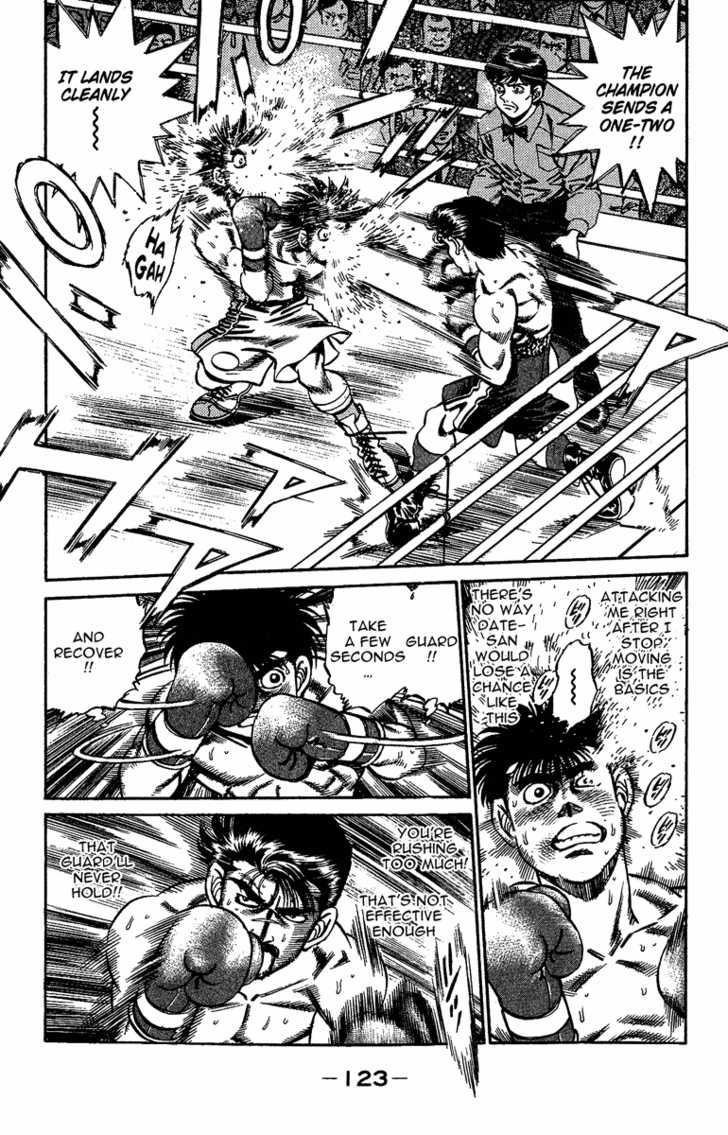 THE
CHAMPION
SENDS A
ONE-TWO
!!
IT LANDS
CLEANLY
HA
GAH
ATTACKING
ME RIGHT
AFTER I
STOP
MOVING
IS THE
BASICS
THERE'S
NO WAY
DATE-
SAN
WOULD
LOSE A
CHANCE
LIKE
THIS
GUARD
!!
TAKE
A FEW
SECONDS
...
AND
RECOVER
!!
YOU'RE
RUSHING
TOO MUCH!
THAT'S NOT
EFFECTIVE
ENOUGH
THAT
GUARD'LL
NEVER
HOLD!!
-123-